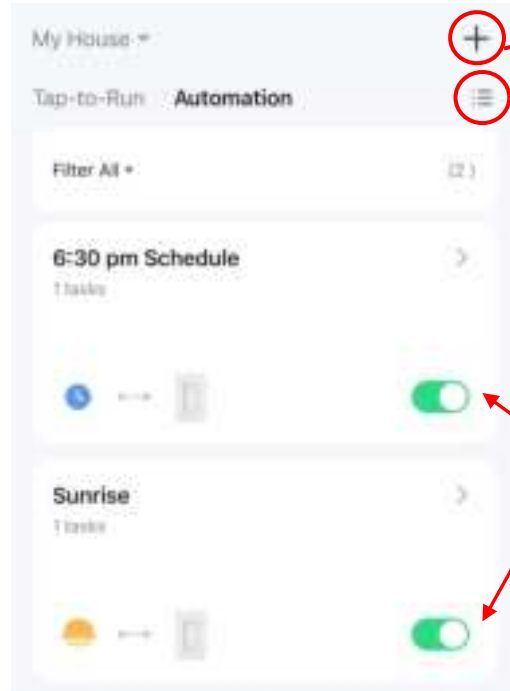 My House
Tap-to-Run Automation
Filter All
(2)
6:30 pm Schedule
1 tasks
Sunrise
1 tasks